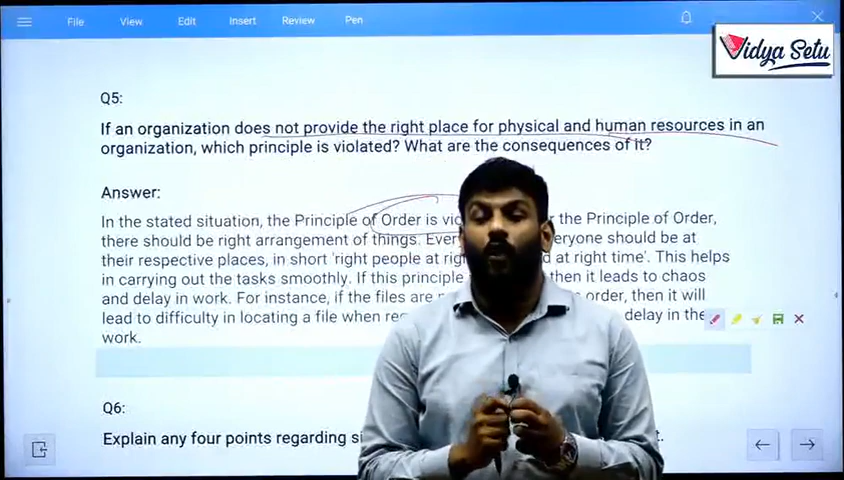 File View Edit Insert Review Pen
Vidya Setu
Q5:
If an organization does not provide the right place for physical and human resources in an
organization, which principle is violated? What are the consequences of it?
Answer:
In the stated situation, the Principle of Order is the Principle of Order,
there should be right arrangement of things. everyone should be at
their respective places, in short 'right people at at right time'. This helps
in carrying out the tasks smoothly. If this principle then it leads to chaos
and delay in work. For instance, if the files are order, then it will
lead to difficulty in locating a file when delay in the
work.
Q6:
Explain any four points regarding